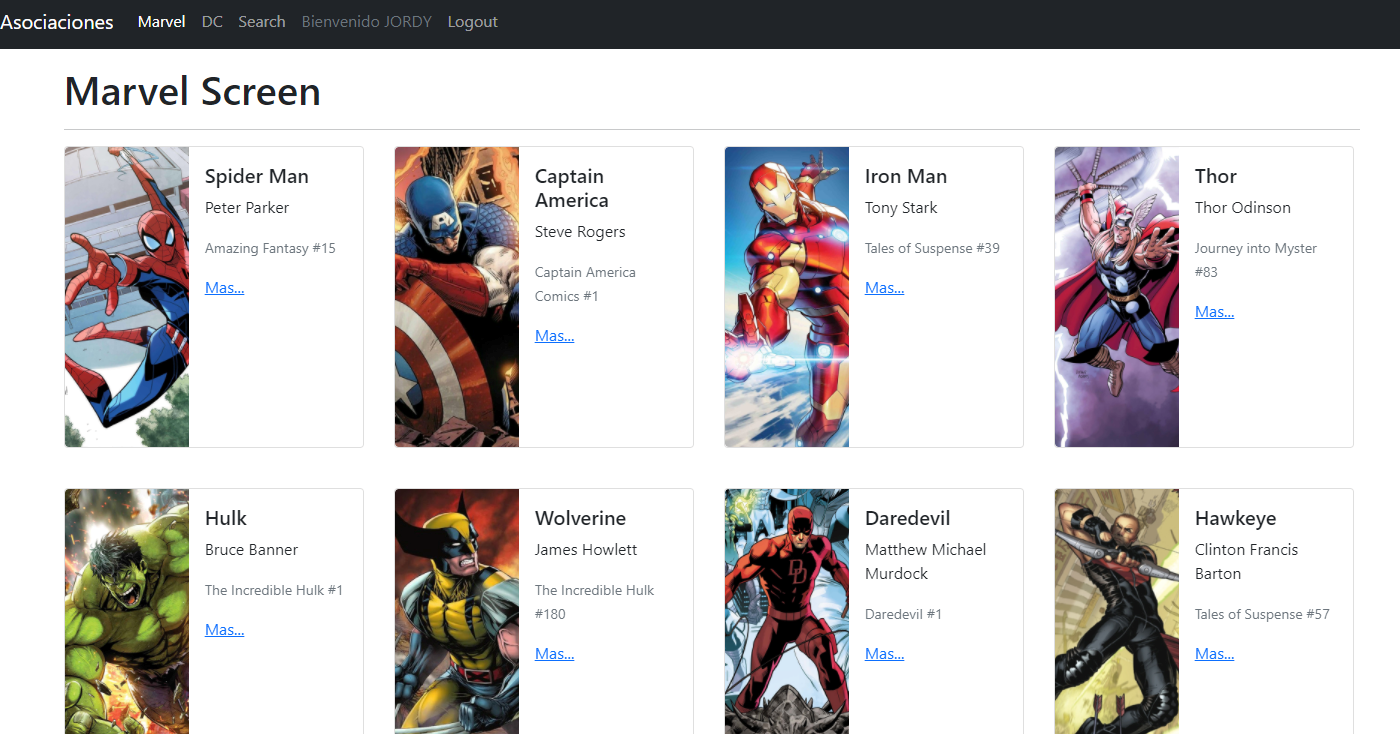 Asociaciones Marvel DC Search Bienvenido JORDY Logout
Marvel Screen
Spider Man
Peter Parker
Amazing Fantasy #15
Mas...
Captain
America
Steve Rogers
Captain America
Comics #1
Mas...
Iron Man
Tony Stark
Tales of Suspense #39
Mas...
Thor
Thor Odinson
Journey into Myster
#83
Mas...
Hulk
Bruce Banner
The Incredible Hulk #1
Mas...
Wolverine
James Howlett
The Incredible Hulk
#180
Mas...
DD
Daredevil
Matthew Michael
Murdock
Daredevil #1
Mas...
Hawkeye
Clinton Francis
Barton
Tales of Suspense #57
Mas...